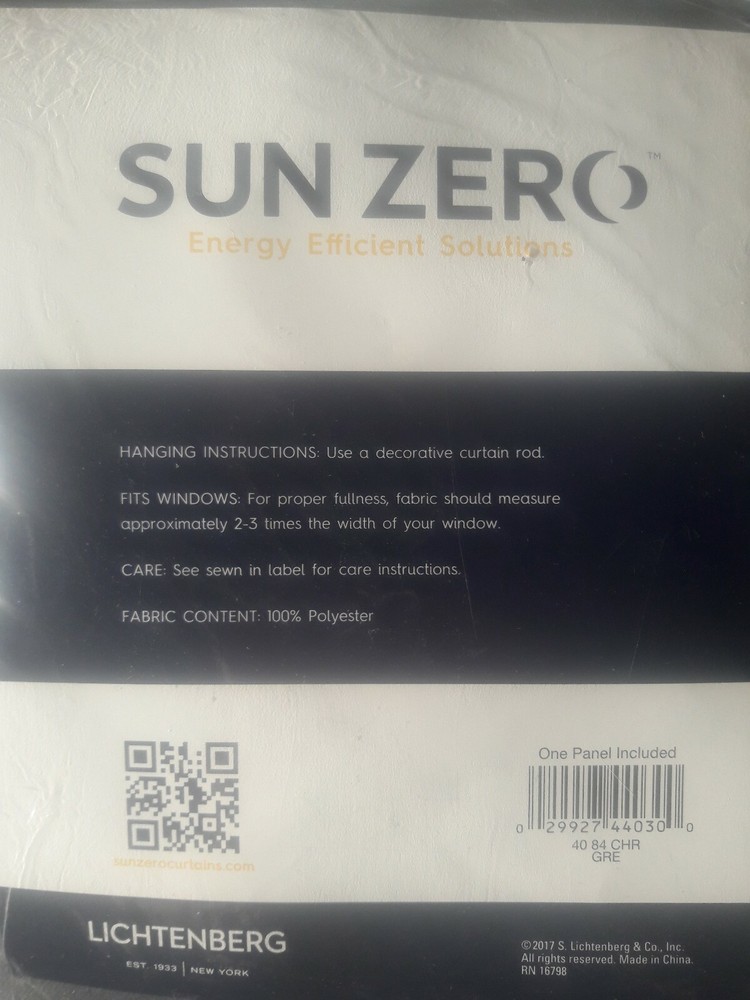 SUN ZERO™
Energy Efficient Solutions
HANGING INSTRUCTIONS: Use a decorative curtain rod.
FITS WINDOWS: For proper fullness, fabric should measure
approximately 2-3 times the width of your window.
CARE: See sewn in label for care instructions.
FABRIC CONTENT: 100% Polyester
sunzerocurtains.com
One Panel Included
0 29927 44030 0
40 84 CHR
GRE
LICHTENBERG
EST. 1933 | NEW YORK
©2017 S. Lichtenberg & Co., Inc.
All rights reserved. Made in China.
RN 16798